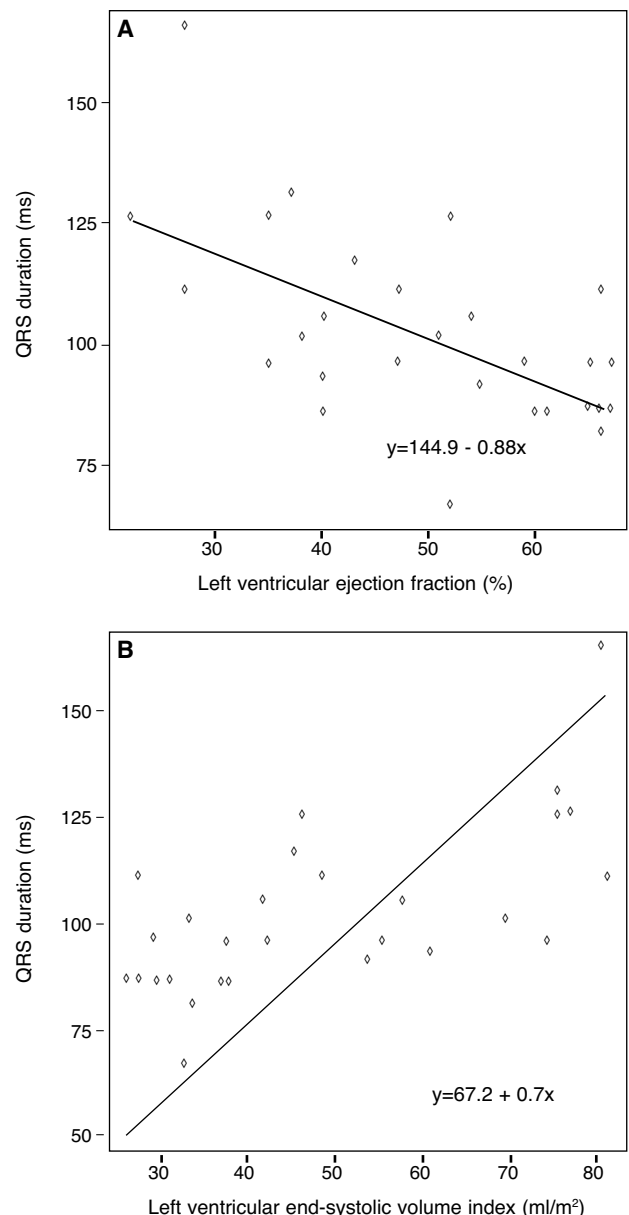 A
150
125
100
75
QRS duration (ms)
y=144.9 - 0.88x
30 40 50 60
Left ventricular ejection fraction (%)
B
150
125
100
75
50
QRS duration (ms)
y=67.2 + 0.7x
30 40 50 60 70 80
Left ventricular end-systolic volume index (ml/m²)